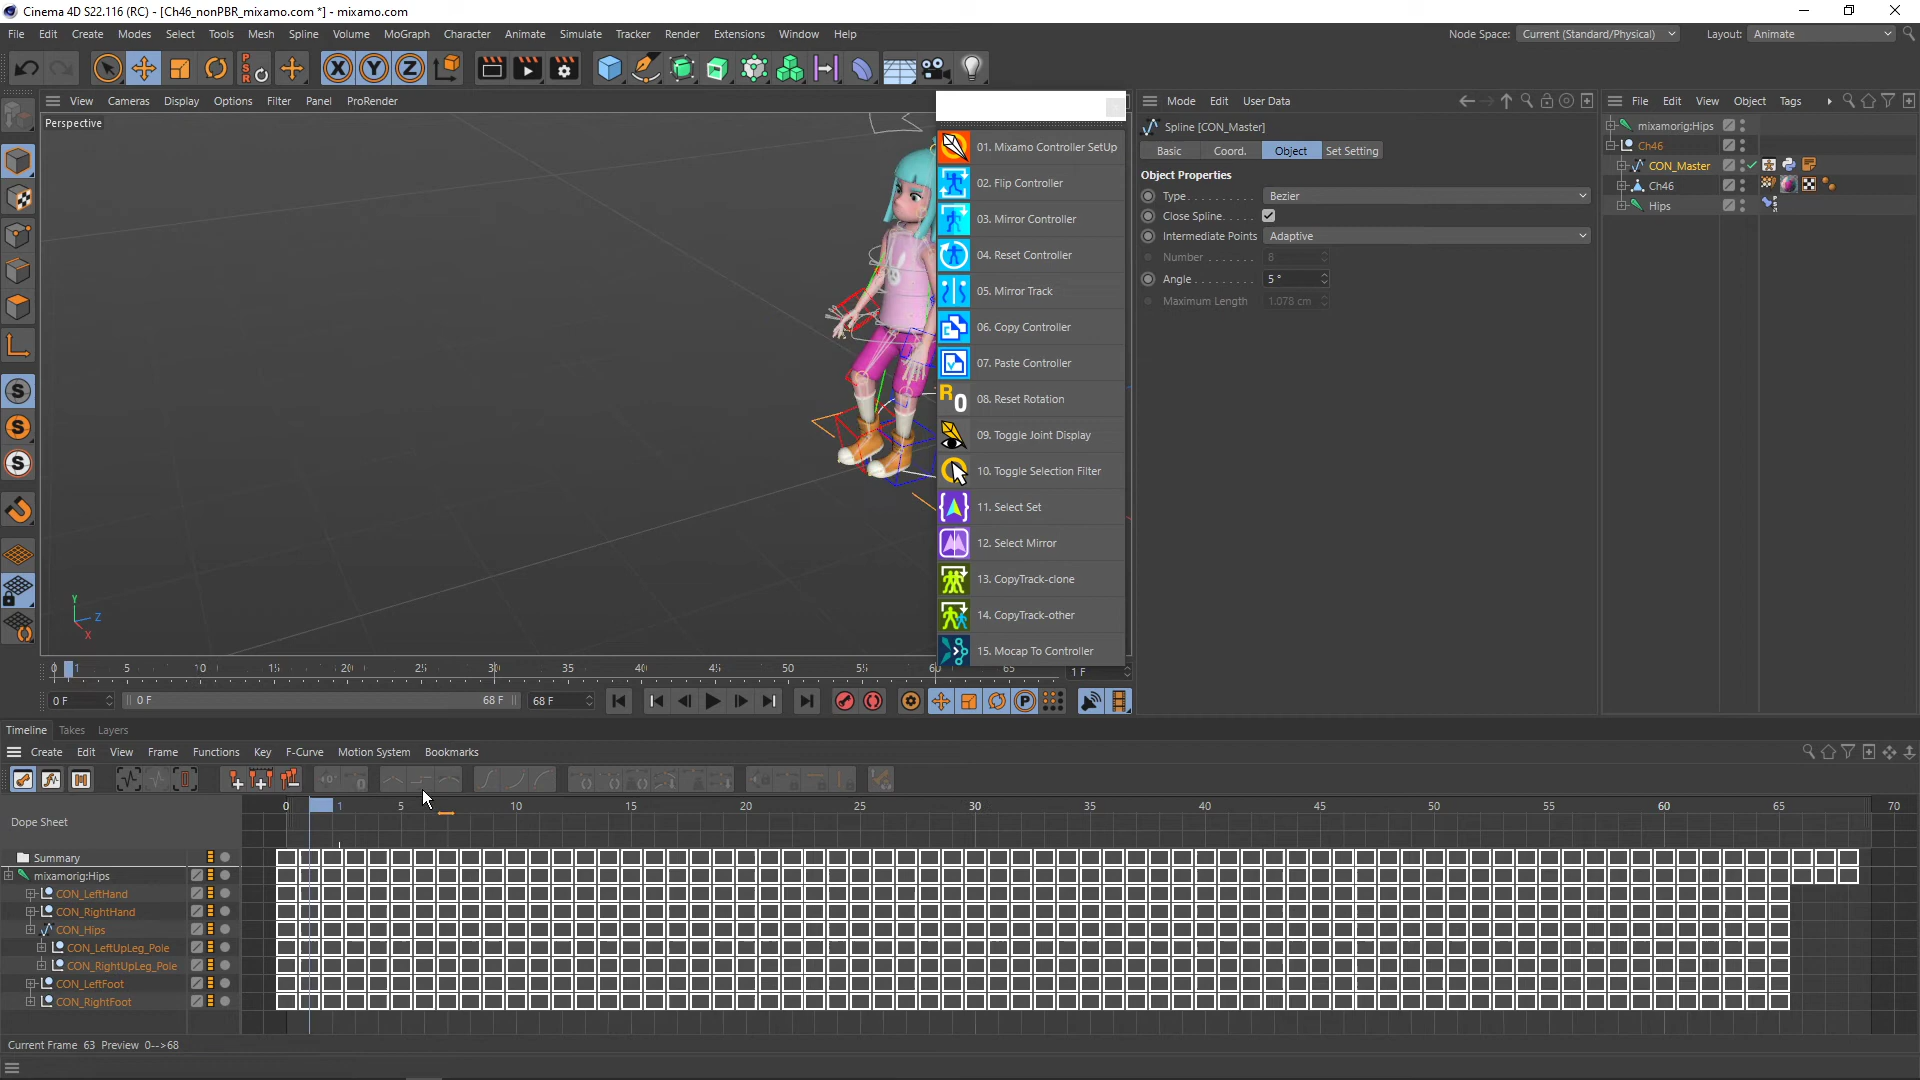 Cinema 4D S22.116 (RC) - [Ch46_nonPBR_mixamo.com *] - mixamo.com
File Edit Create Modes Select Tools Mesh Spline Volume MoGraph Character Animate Simulate Tracker Render Extensions Window Help
Node Space: Current (Standard/Physical) Layout: Animate
P S R
X Y Z
View Cameras Display Options Filter Panel ProRender
Mode Edit User Data
File Edit View Object Tags
Perspective
Spline [CON_Master]
Basic Coord. Object Set Setting
Object Properties
Type Bezier
Close Spline
Intermediate Points Adaptive
Number 8
Angle 5 °
Maximum Length 1.078 cm
mixamorig:Hips
Ch46
CON_Master
Ch46
Hips
01. Mixamo Controller SetUp
02. Flip Controller
03. Mirror Controller
04. Reset Controller
05. Mirror Track
06. Copy Controller
07. Paste Controller
08. Reset Rotation
09. Toggle Joint Display
10. Toggle Selection Filter
11. Select Set
12. Select Mirror
13. CopyTrack-clone
14. CopyTrack-other
15. Mocap To Controller
Y
Z
X
0 1 5 10 15 20 25 30 35 40 45 50 55 60 65 1 F
0 F 0 F 68 F 68 F
Timeline Takes Layers
Create Edit View Frame Functions Key F-Curve Motion System Bookmarks
0 1 5 10 15 20 25 30 35 40 45 50 55 60 65 70
Dope Sheet
Summary
mixamorig:Hips
CON_LeftHand
CON_RightHand
CON_Hips
CON_LeftUpLeg_Pole
CON_RightUpLeg_Pole
CON_LeftFoot
CON_RightFoot
Current Frame 63 Preview 0-->68